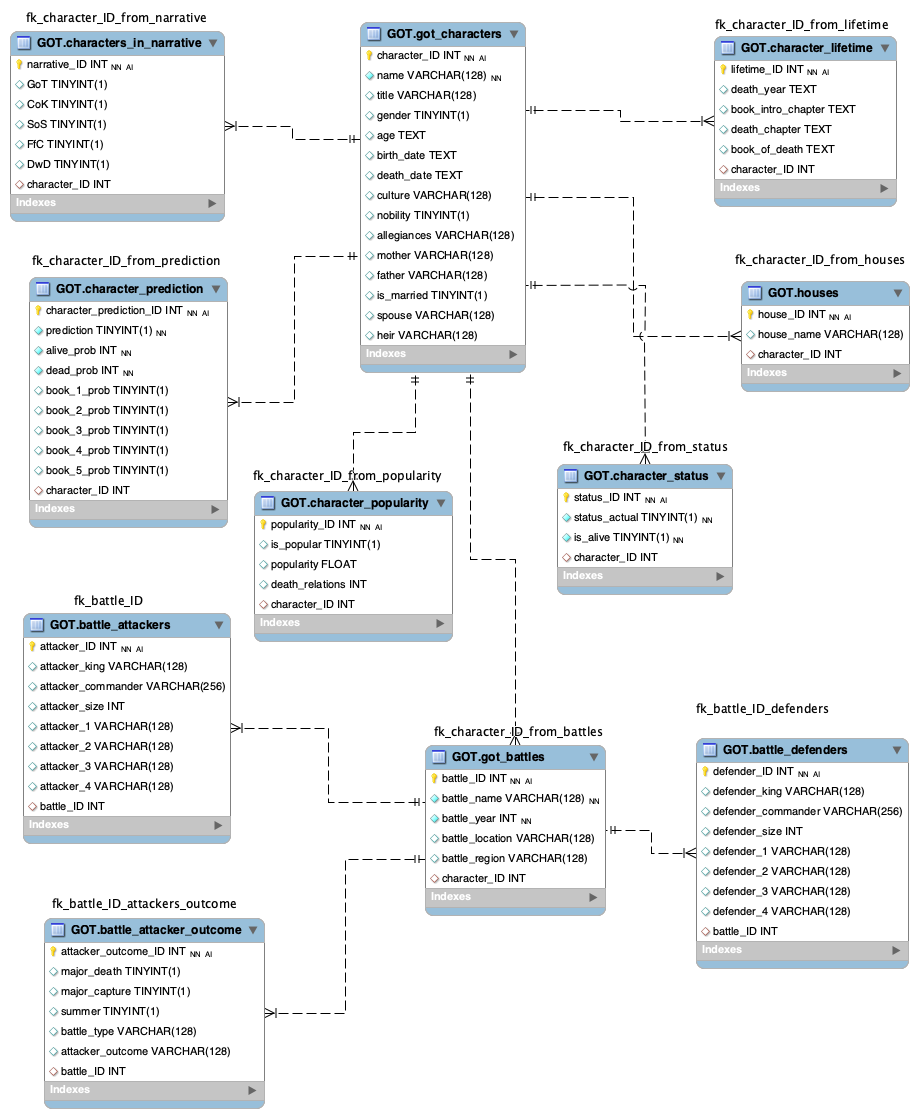 fk_character_ID_from_narrative
GOT.characters_in_narrative
narrative_ID INT NN AI
GoT TINYINT(1)
CoK TINYINT(1)
SoS TINYINT(1)
FfC TINYINT(1)
DwD TINYINT(1)
character_ID INT
Indexes
GOT.got_characters
character_ID INT NN AI
name VARCHAR(128) NN
title VARCHAR(128)
gender TINYINT(1)
age TEXT
birth_date TEXT
death_date TEXT
culture VARCHAR(128)
nobility TINYINT(1)
allegiances VARCHAR(128)
mother VARCHAR(128)
father VARCHAR(128)
is_married TINYINT(1)
spouse VARCHAR(128)
heir VARCHAR(128)
Indexes
fk_character_ID_from_lifetime
GOT.character_lifetime
lifetime_ID INT NN AI
death_year TEXT
book_intro_chapter TEXT
death_chapter TEXT
book_of_death TEXT
character_ID INT
Indexes
fk_character_ID_from_prediction
GOT.character_prediction
character_prediction_ID INT NN AI
prediction TINYINT(1) NN
alive_prob INT NN
dead_prob INT NN
book_1_prob TINYINT(1)
book_2_prob TINYINT(1)
book_3_prob TINYINT(1)
book_4_prob TINYINT(1)
book_5_prob TINYINT(1)
character_ID INT
Indexes
fk_character_ID_from_houses
GOT.houses
house_ID INT NN AI
house_name VARCHAR(128)
character_ID INT
Indexes
fk_character_ID_from_popularity
GOT.character_popularity
popularity_ID INT NN AI
is_popular TINYINT(1)
popularity FLOAT
death_relations INT
character_ID INT
Indexes
fk_character_ID_from_status
GOT.character_status
status_ID INT NN AI
status_actual TINYINT(1) NN
is_alive TINYINT(1) NN
character_ID INT
Indexes
fk_battle_ID
GOT.battle_attackers
attacker_ID INT NN AI
attacker_king VARCHAR(128)
attacker_commander VARCHAR(256)
attacker_size INT
attacker_1 VARCHAR(128)
attacker_2 VARCHAR(128)
attacker_3 VARCHAR(128)
attacker_4 VARCHAR(128)
battle_ID INT
Indexes
fk_character_ID_from_battles
GOT.got_battles
battle_ID INT NN AI
battle_name VARCHAR(128) NN
battle_year INT NN
battle_location VARCHAR(128)
battle_region VARCHAR(128)
character_ID INT
Indexes
fk_battle_ID_defenders
GOT.battle_defenders
defender_ID INT NN AI
defender_king VARCHAR(128)
defender_commander VARCHAR(256)
defender_size INT
defender_1 VARCHAR(128)
defender_2 VARCHAR(128)
defender_3 VARCHAR(128)
defender_4 VARCHAR(128)
battle_ID INT
Indexes
fk_battle_ID_attackers_outcome
GOT.battle_attacker_outcome
attacker_outcome_ID INT NN AI
major_death TINYINT(1)
major_capture TINYINT(1)
summer TINYINT(1)
battle_type VARCHAR(128)
attacker_outcome VARCHAR(128)
battle_ID INT
Indexes